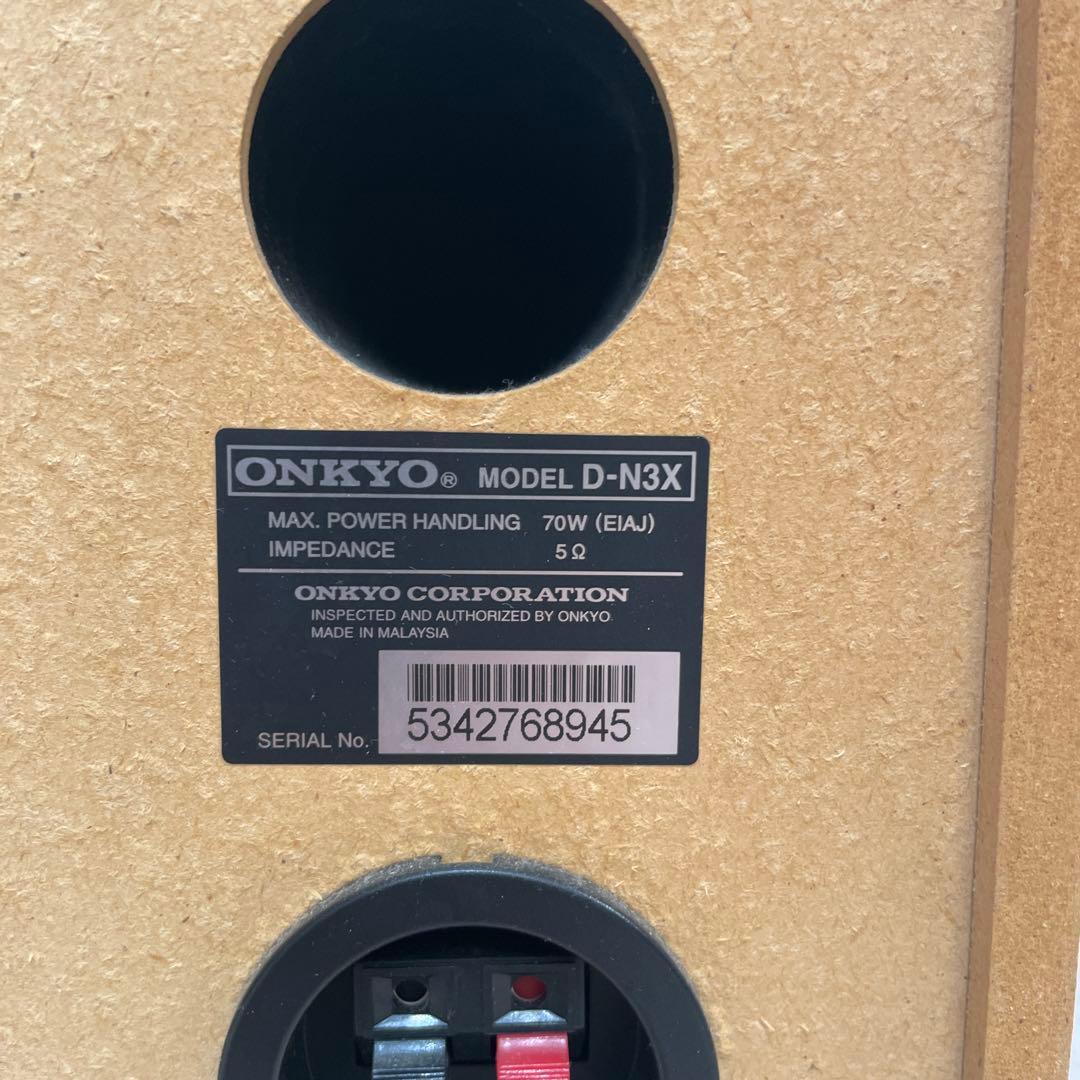 ONKYO® MODEL D-N3X
MAX. POWER HANDLING 70W (EIAJ)
IMPEDANCE 5Ω
ONKYO CORPORATION
INSPECTED AND AUTHORIZED BY ONKYO
MADE IN MALAYSIA
SERIAL No. 5342768945